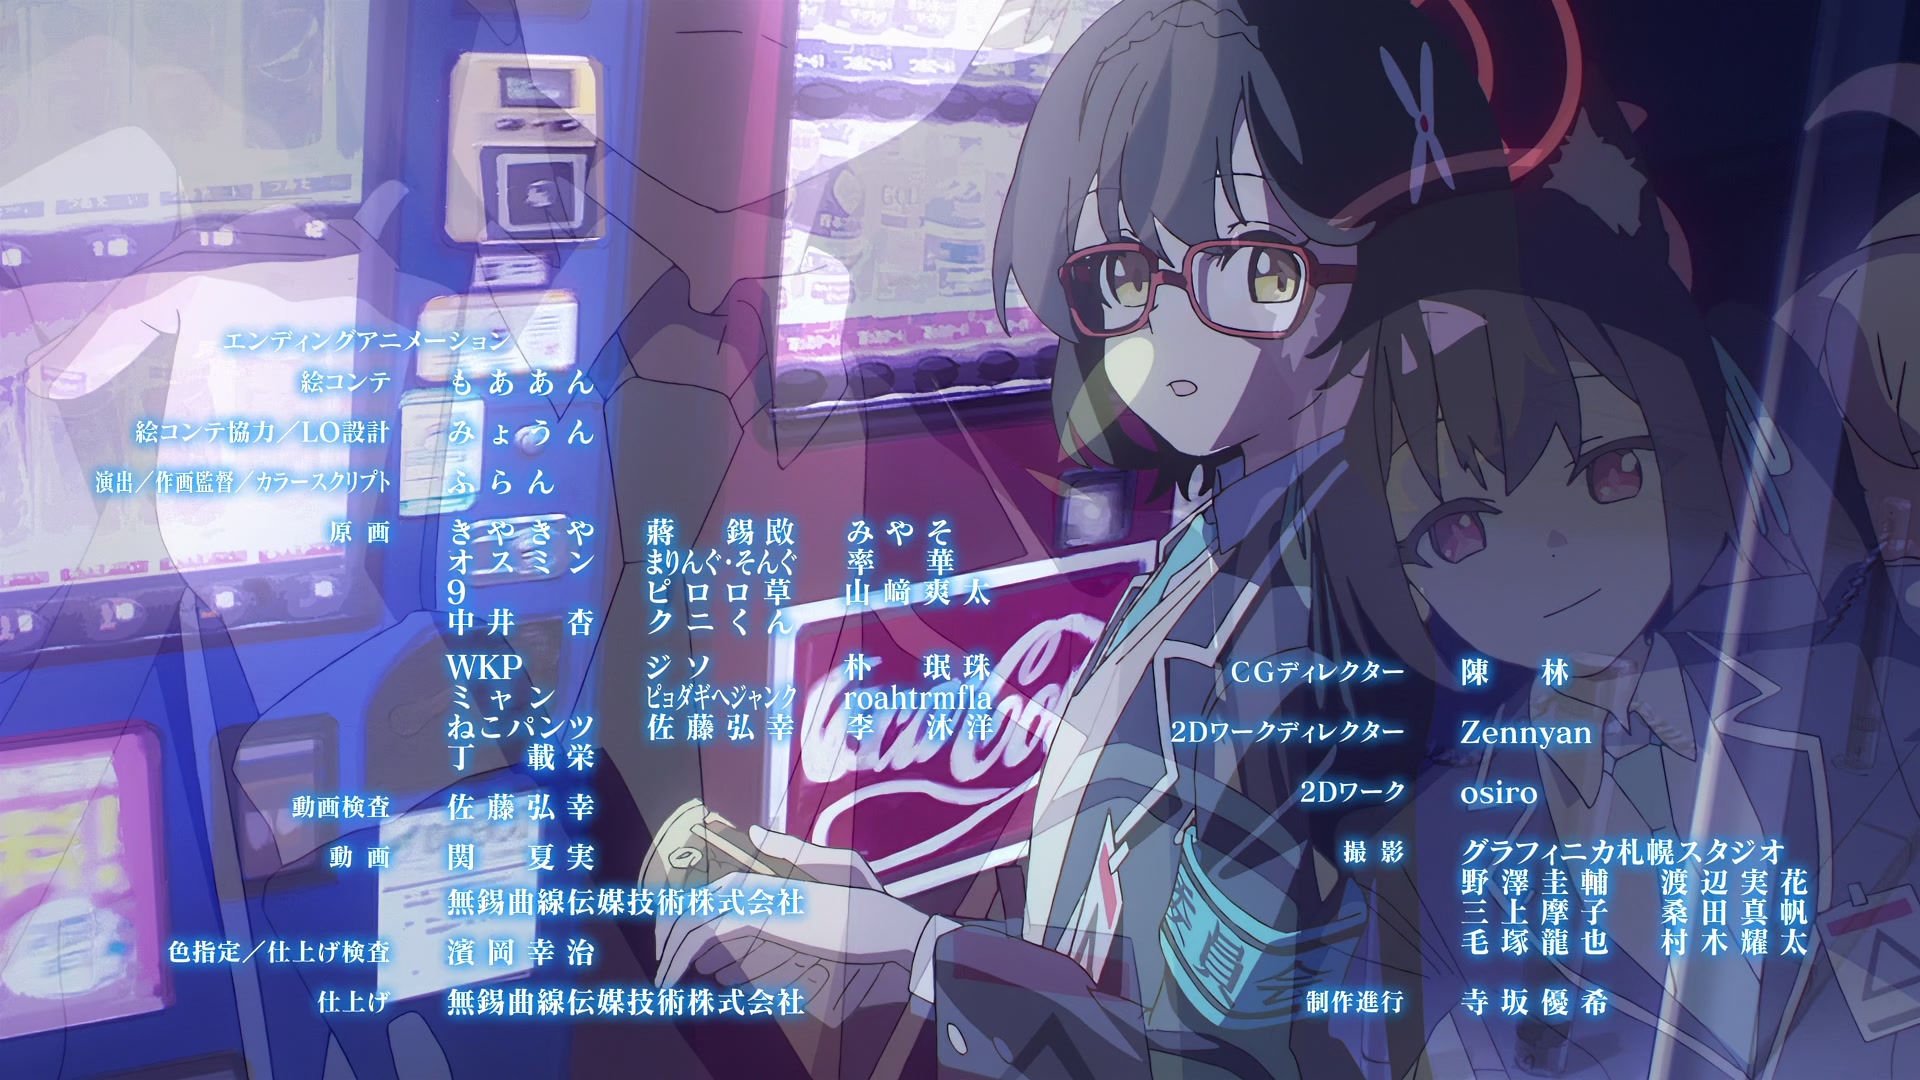 エンディングアニメーション
絵コンテ もああん
絵コンテ協力／LO設計 みょうん
演出／作画監督／カラースクリプト ふらん
原画 きやきや 蔣錫敃 みやそ
オスミン まりんぐ・そんぐ 率華
9 ピロロ草 山﨑爽太
中井杏 クニくん
WKP ジソ 朴珉珠
ミャン ピヨダギヘジャンク roahtrmfla
ねこパンツ 佐藤弘幸 李沐洋
丁載栄
動画検査 佐藤弘幸
動画 関夏実
無錫曲線伝媒技術株式会社
色指定／仕上げ検査 濱岡幸治
仕上げ 無錫曲線伝媒技術株式会社
CGディレクター 陳林
2Dワークディレクター Zennyan
2Dワーク osiro
撮影 グラフィニカ札幌スタジオ
野澤圭輔 渡辺実花
三上摩子 桑田真帆
毛塚龍也 村木耀太
制作進行 寺坂優希